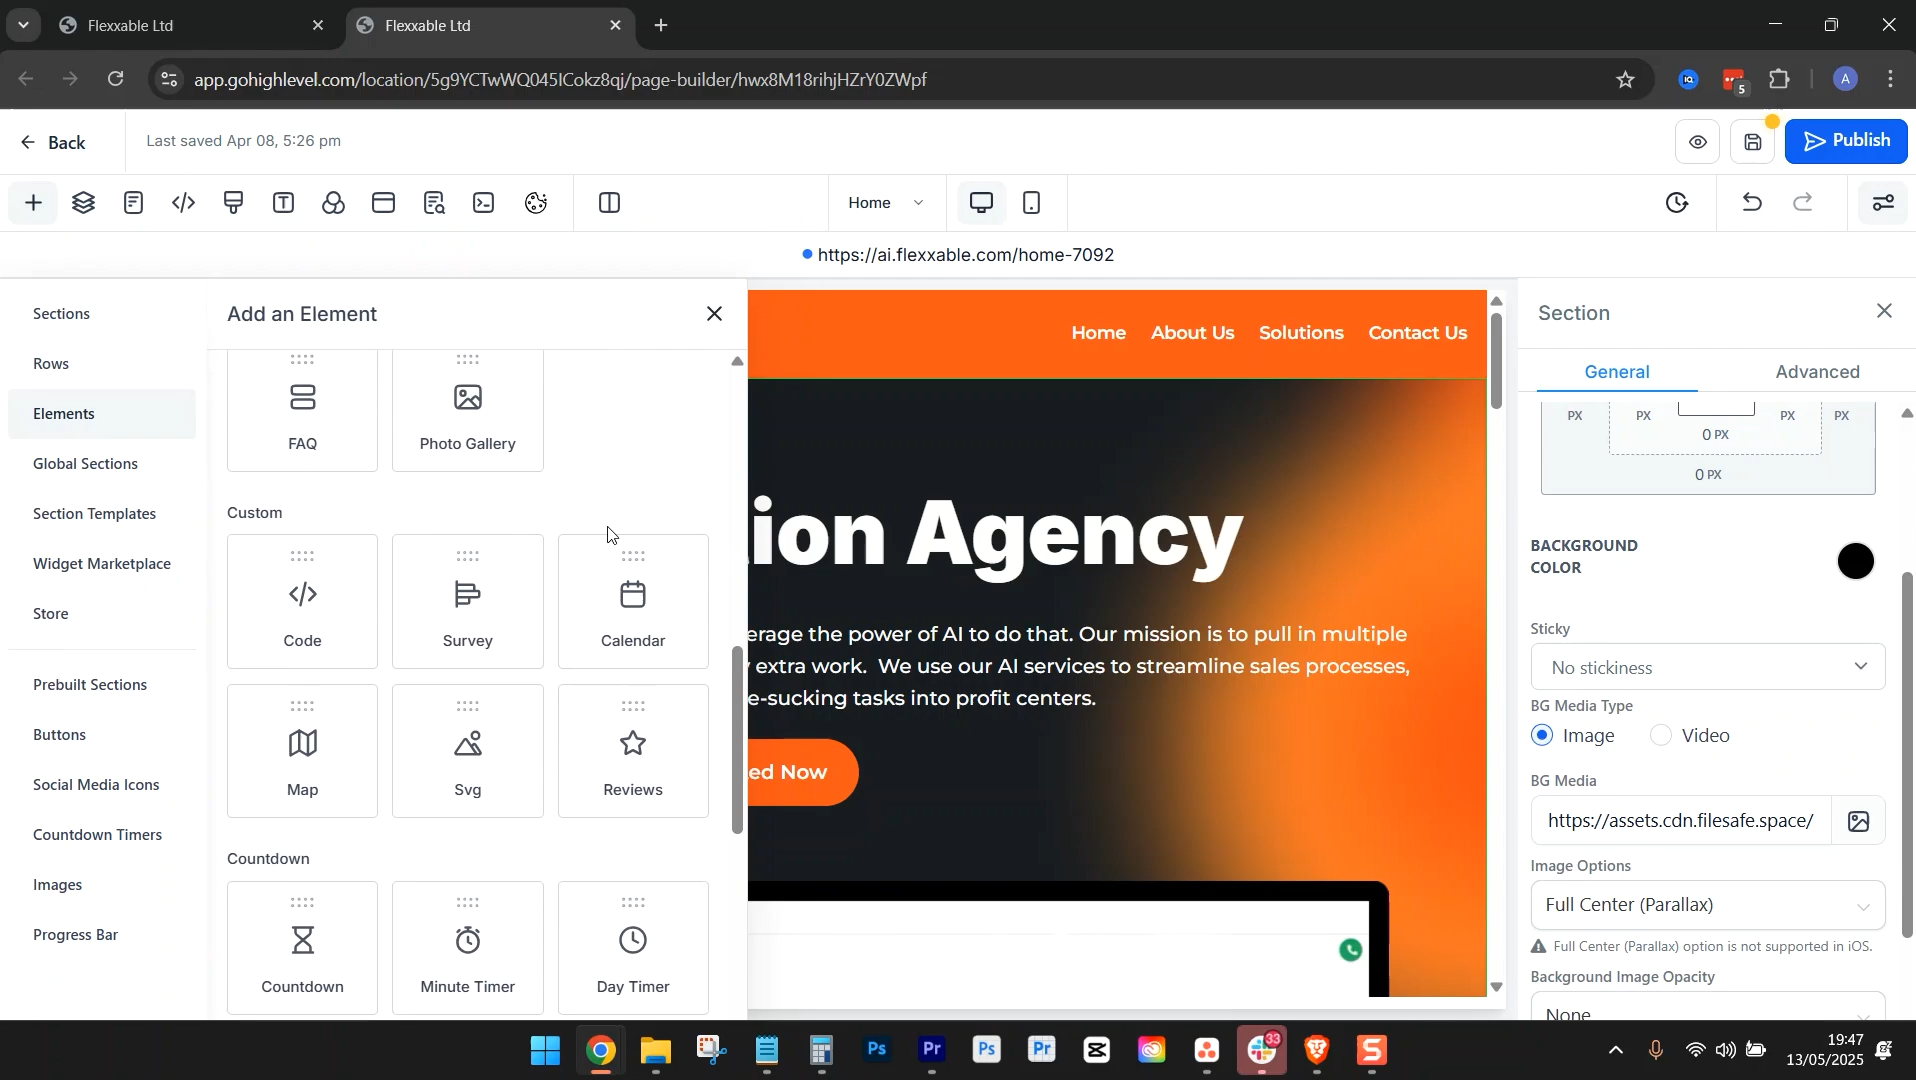 Flexxable Ltd
Flexxable Ltd
app.gohighlevel.com/location/5g9YCTwWQ045lCokz8qj/page-builder/hwx8M18rihjHZrY0ZWpf
IQ
5
A
Back
Last saved Apr 08, 5:26 pm
Publish
Home
https://ai.flexxable.com/home-7092
Sections
Rows
Elements
Global Sections
Section Templates
Widget Marketplace
Store
Prebuilt Sections
Buttons
Social Media Icons
Countdown Timers
Images
Progress Bar
Add an Element
FAQ
Photo Gallery
Custom
Code
Survey
Calendar
Map
Svg
Reviews
Countdown
Countdown
Minute Timer
Day Timer
Home About Us Solutions Contact Us
ion Agency
erage the power of AI to do that. Our mission is to pull in multiple
extra work. We use our AI services to streamline sales processes,
e-sucking tasks into profit centers.
ed Now
Section
General
Advanced
PX
PX
PX
PX
0 PX
0 PX
BACKGROUND
COLOR
Sticky
No stickiness
BG Media Type
Image
Video
BG Media
https://assets.cdn.filesafe.space/
Image Options
Full Center (Parallax)
Full Center (Parallax) option is not supported in iOS.
Background Image Opacity
None
Ps
Pr
Ps
Pr
33
S
19:47
13/05/2025